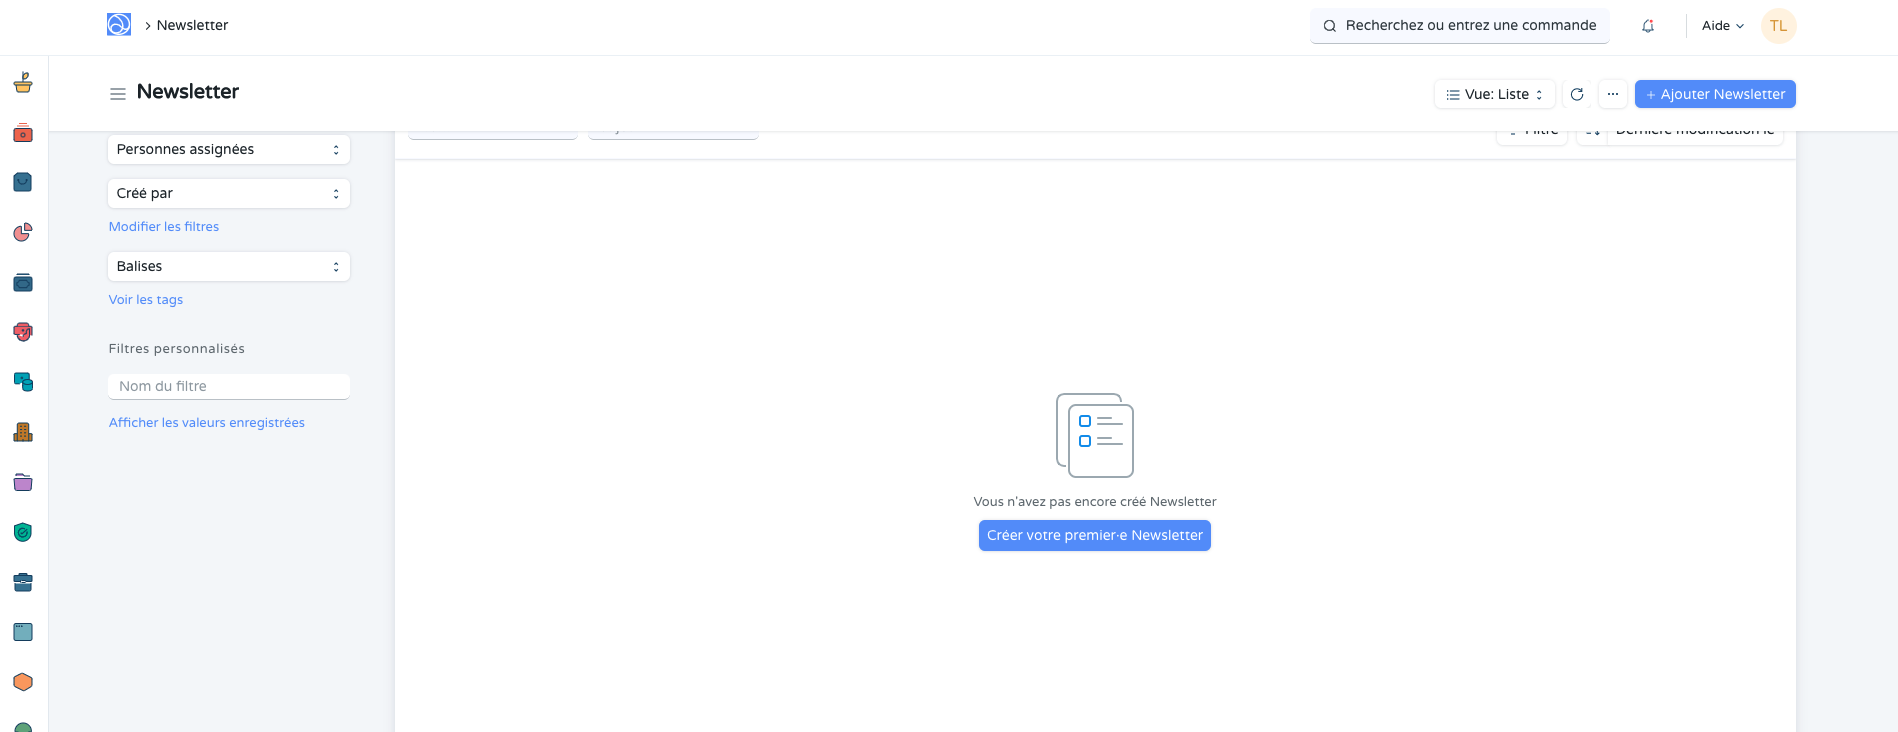 Newsletter
Recherchez ou entrez une commande
Aide
TL
Newsletter
Vue: Liste
+ Ajouter Newsletter
Filtre
Dernière modification le
Personnes assignées
Créé par
Modifier les filtres
Balises
Voir les tags
Filtres personnalisés
Nom du filtre
Afficher les valeurs enregistrées
Vous n'avez pas encore créé Newsletter
Créer votre premier·e Newsletter